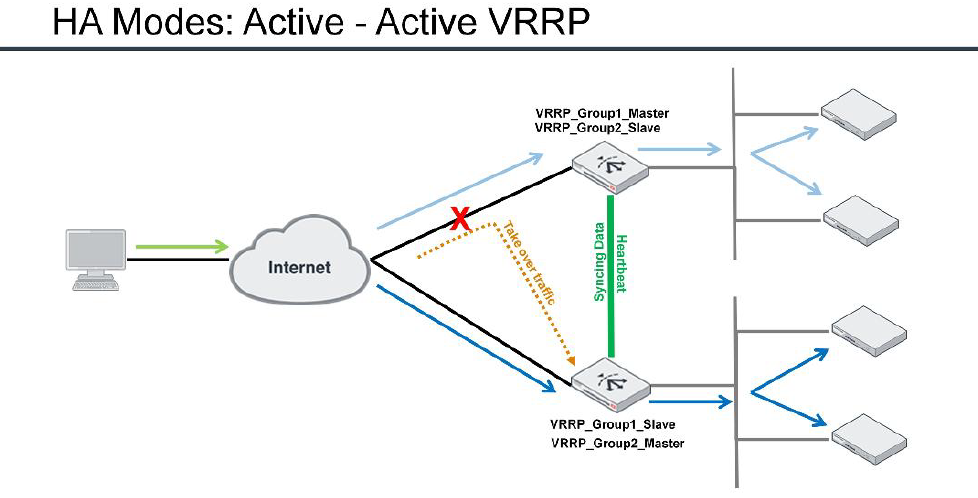 HA Modes: Active - Active VRRP
VRRP_Group1_Master
VRRP_Group2_Slave
X
Internet
Take over traffic
Syncing Data
Heartbeat
VRRP_Group1_Slave
VRRP_Group2_Master